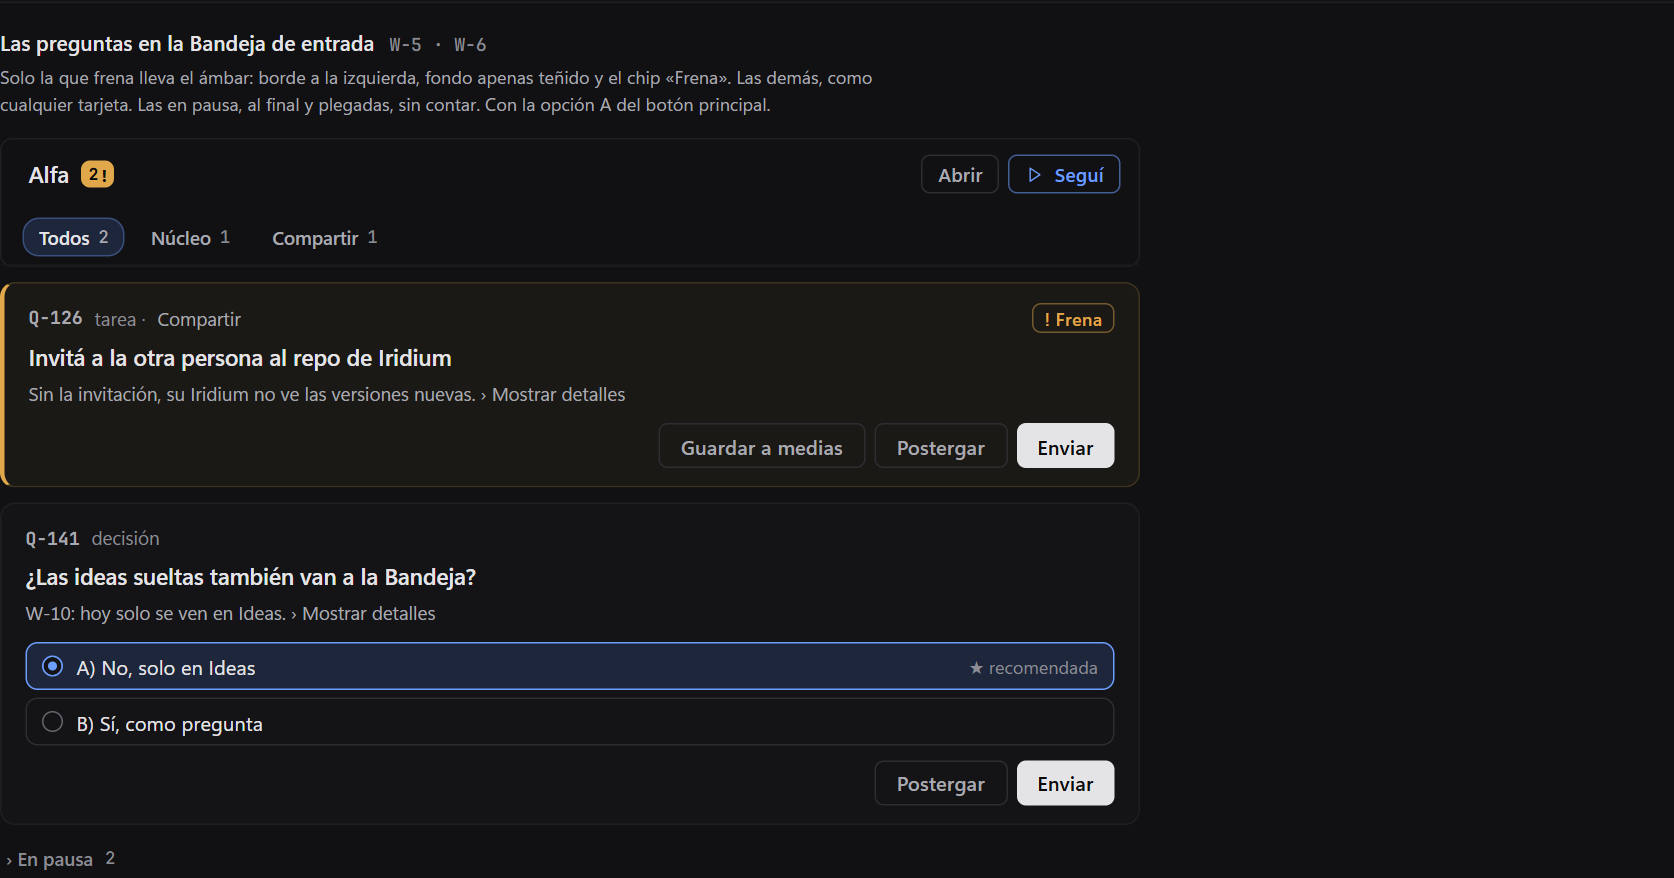 Las preguntas en la Bandeja de entrada W-5 · W-6
Solo la que frena lleva el ámbar: borde a la izquierda, fondo apenas teñido y el chip «Frena». Las demás, como
cualquier tarjeta. Las en pausa, al final y plegadas, sin contar. Con la opción A del botón principal.
Alfa 2! Abrir ▷ Seguí
Todos 2 Núcleo 1 Compartir 1
Q-126 tarea · Compartir ! Frena
Invitá a la otra persona al repo de Iridium
Sin la invitación, su Iridium no ve las versiones nuevas. › Mostrar detalles
Guardar a medias Postergar Enviar
Q-141 decisión
¿Las ideas sueltas también van a la Bandeja?
W-10: hoy solo se ven en Ideas. › Mostrar detalles
A) No, solo en Ideas ★ recomendada
B) Sí, como pregunta
Postergar Enviar
› En pausa 2